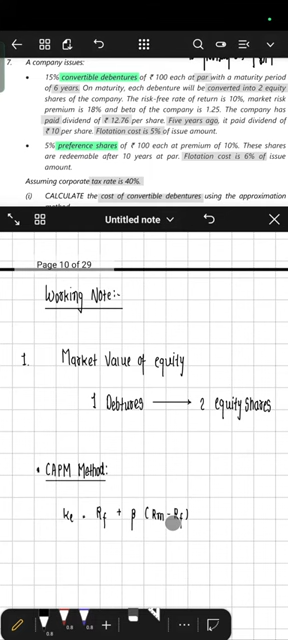 7. A company issues:
• 15% convertible debentures of ₹ 100 each at par with a maturity period
of 6 years. On maturity, each debenture will be converted into 2 equity
shares of the company. The risk-free rate of return is 10%, market risk
premium is 18% and beta of the company is 1.25. The company has
paid dividend of ₹ 12.76 per share. Five years ago, it paid dividend of
₹ 10 per share. Flotation cost is 5% of issue amount.
• 5% preference shares of ₹ 100 each at premium of 10%. These shares
are redeemable after 10 years at par. Flotation cost is 6% of issue
amount.
Assuming corporate tax rate is 40%.
(i) CALCULATE the cost of convertible debentures using the approximation
Untitled note
Page 10 of 29
Working Note:-
1. Market Value of equity
1 Debtures → 2 equity shares
• CAPM Method:
Ke = Rf + β (Rm - Rf)
0.8 0.8 0.8